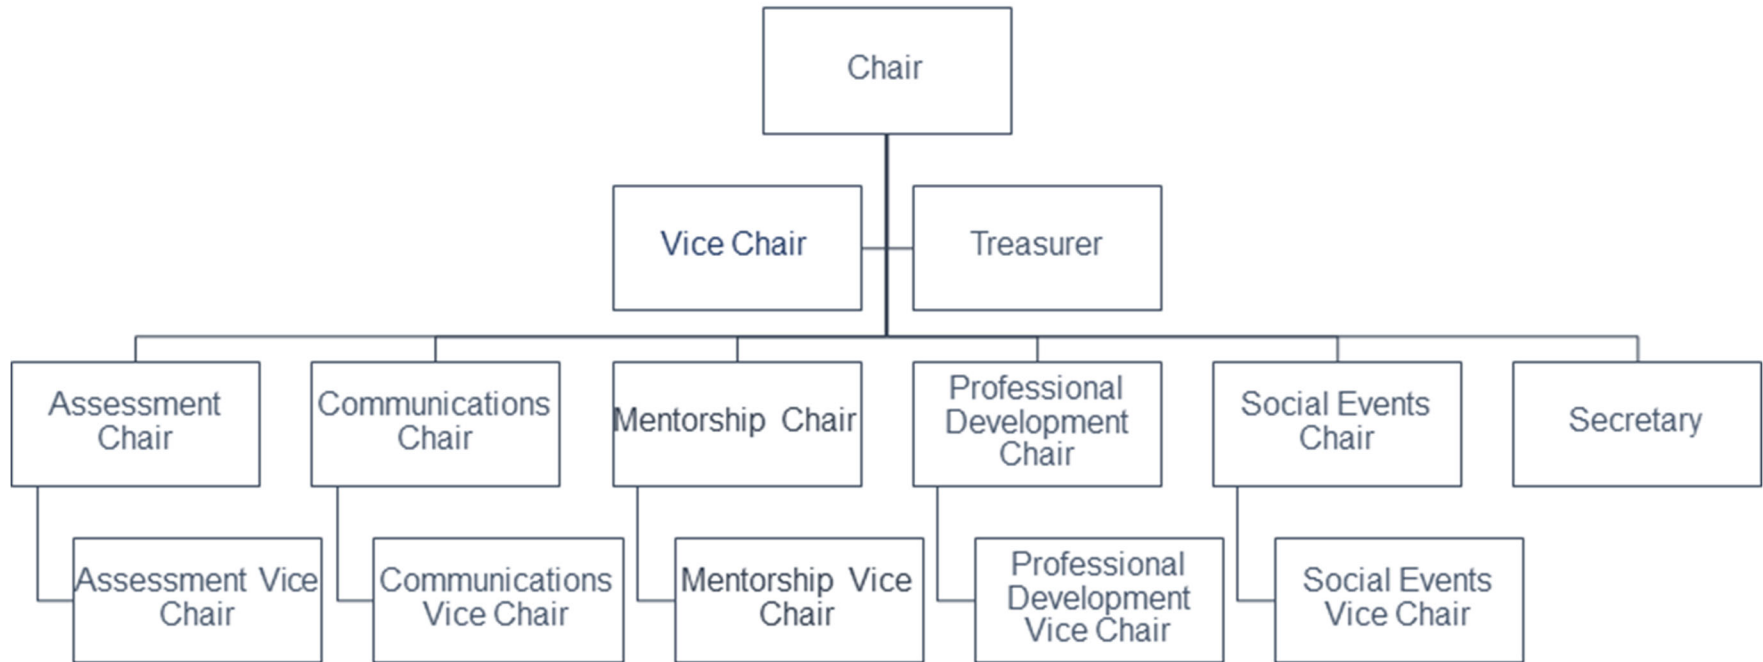 Chair
Vice Chair
Treasurer
Assessment
Chair
Communications
Chair
Mentorship Chair
Professional
Development
Chair
Social Events
Chair
Secretary
Assessment Vice
Chair
Communications
Vice Chair
Mentorship Vice
Chair
Professional
Development
Vice Chair
Social Events
Vice Chair